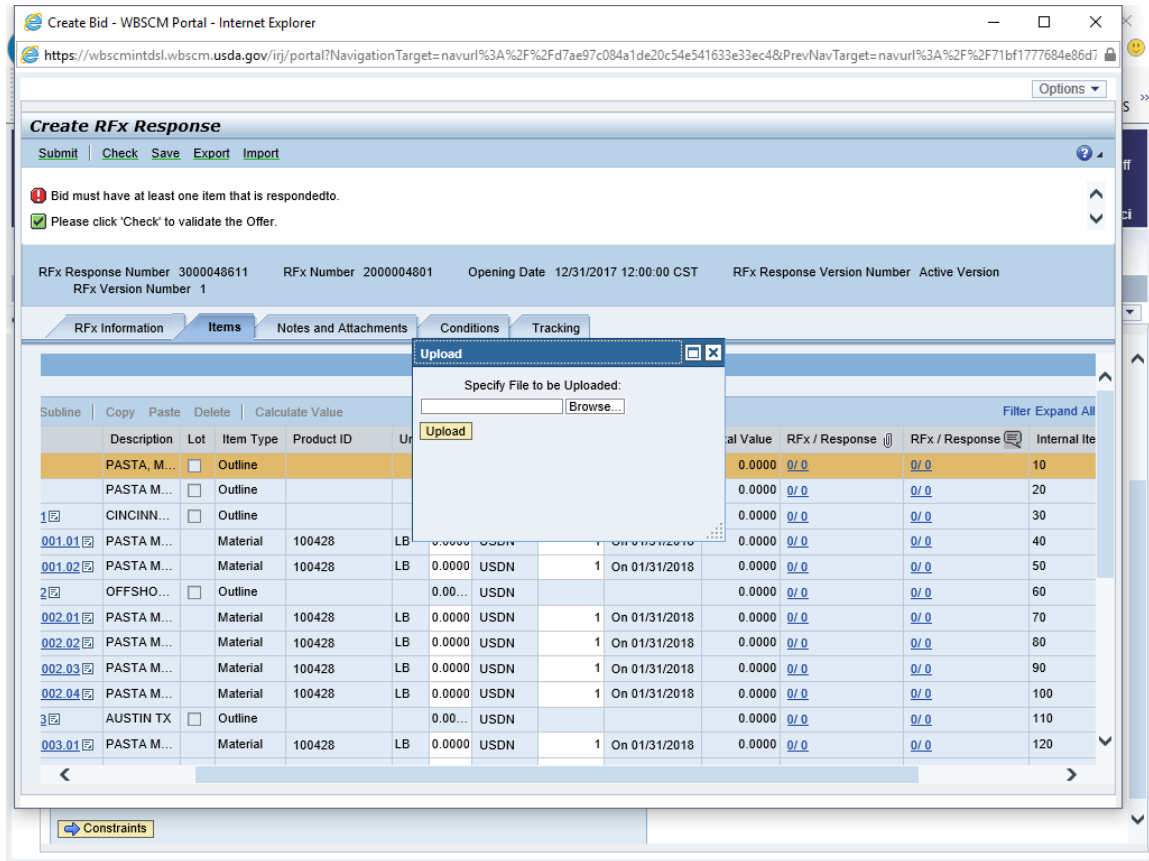 Create Bid - WBSCM Portal - Internet Explorer
https://wbscmintdsl.wbscm.usda.gov/irj/portal?NavigationTarget=navurl%3A%2F%2Fd7ae97c084a1de20c54e541633e33ec4&PrevNavTarget=navurl%3A%2F%2F71bf1777684e86d7
Options
Create RFx Response
Submit Check Save Export Import
Bid must have at least one item that is respondedto.
Please click 'Check' to validate the Offer.
RFx Response Number 3000048611 RFx Number 2000004801 Opening Date 12/31/2017 12:00:00 CST RFx Response Version Number Active Version
RFx Version Number 1
RFx Information Items Notes and Attachments Conditions Tracking
Upload
Specify File to be Uploaded:
Browse...
Upload
Subline Copy Paste Delete Calculate Value Filter Expand All
Description Lot Item Type Product ID Un al Value RFx / Response RFx / Response Internal Ite
PASTA, M... Outline 0.0000 0/ 0 0/ 0 10
PASTA M... Outline 0.0000 0/ 0 0/ 0 20
1 CINCINN... Outline 0.0000 0/ 0 0/ 0 30
001.01 PASTA M... Material 100428 LB 0.0000 USDN 1 On 01/31/2018 0.0000 0/ 0 0/ 0 40
001.02 PASTA M... Material 100428 LB 0.0000 USDN 1 On 01/31/2018 0.0000 0/ 0 0/ 0 50
2 OFFSHO... Outline 0.00... USDN 0.0000 0/ 0 0/ 0 60
002.01 PASTA M... Material 100428 LB 0.0000 USDN 1 On 01/31/2018 0.0000 0/ 0 0/ 0 70
002.02 PASTA M... Material 100428 LB 0.0000 USDN 1 On 01/31/2018 0.0000 0/ 0 0/ 0 80
002.03 PASTA M... Material 100428 LB 0.0000 USDN 1 On 01/31/2018 0.0000 0/ 0 0/ 0 90
002.04 PASTA M... Material 100428 LB 0.0000 USDN 1 On 01/31/2018 0.0000 0/ 0 0/ 0 100
3 AUSTIN TX Outline 0.00... USDN 0.0000 0/ 0 0/ 0 110
003.01 PASTA M... Material 100428 LB 0.0000 USDN 1 On 01/31/2018 0.0000 0/ 0 0/ 0 120
Constraints